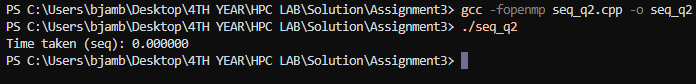 PS C:\Users\bjamb\Desktop\4TH YEAR\HPC LAB\Solution\Assignment3> gcc -fopenmp seq_q2.cpp -o seq_q2
PS C:\Users\bjamb\Desktop\4TH YEAR\HPC LAB\Solution\Assignment3> ./seq_q2
Time taken (seq): 0.000000
PS C:\Users\bjamb\Desktop\4TH YEAR\HPC LAB\Solution\Assignment3>